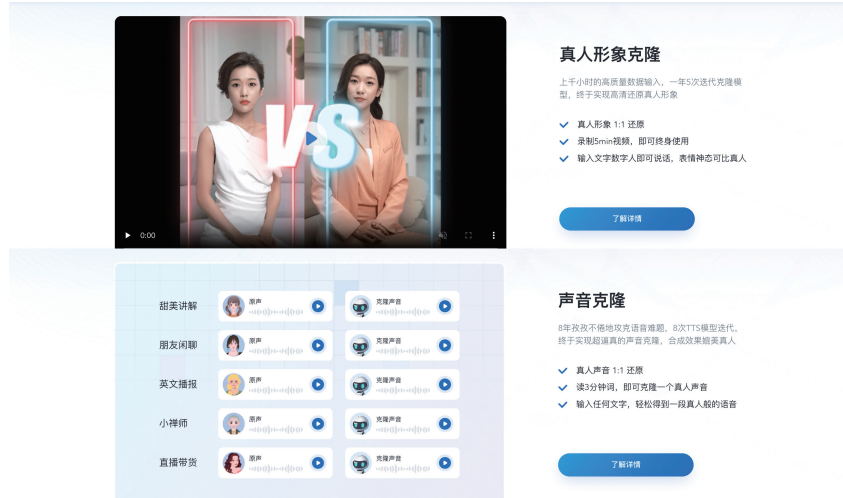 真人形象克隆
上千小时的高质量数据输入，一年5次迭代克隆模
型，终于实现高清还原真人形象
真人形象 1:1 还原
录制5min视频，即可终身使用
输入文字数字人即可说话，表情神态可比真人
了解详情
VS
0:00
声音克隆
8年孜孜不倦地攻克语音难题，8次TTS模型迭代，
终于实现超逼真的声音克隆，合成效果媲美真人
真人声音 1:1 还原
读3分钟词，即可克隆一个真人声音
输入任何文字，轻松得到一段真人般的语音
了解详情
甜美讲解 原声 克隆声音
朋友闲聊 原声 克隆声音
英文播报 原声 克隆声音
小禅师 原声 克隆声音
直播带货 原声 克隆声音